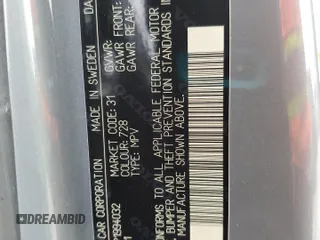 DA
MADE IN SWEDEN
GVWR:
GAWR FRONT:
GAWR REAR:
CAR CORPORATION
MARKET CODE-31
COLOUR-728
TYPE: MPV
CONFORMS TO ALL APPLICABLE FEDERAL MOTOR
BUMPER AND THEFT PREVENTION STANDARDS IN
MANUFACTURE SHOWN ABOVE.